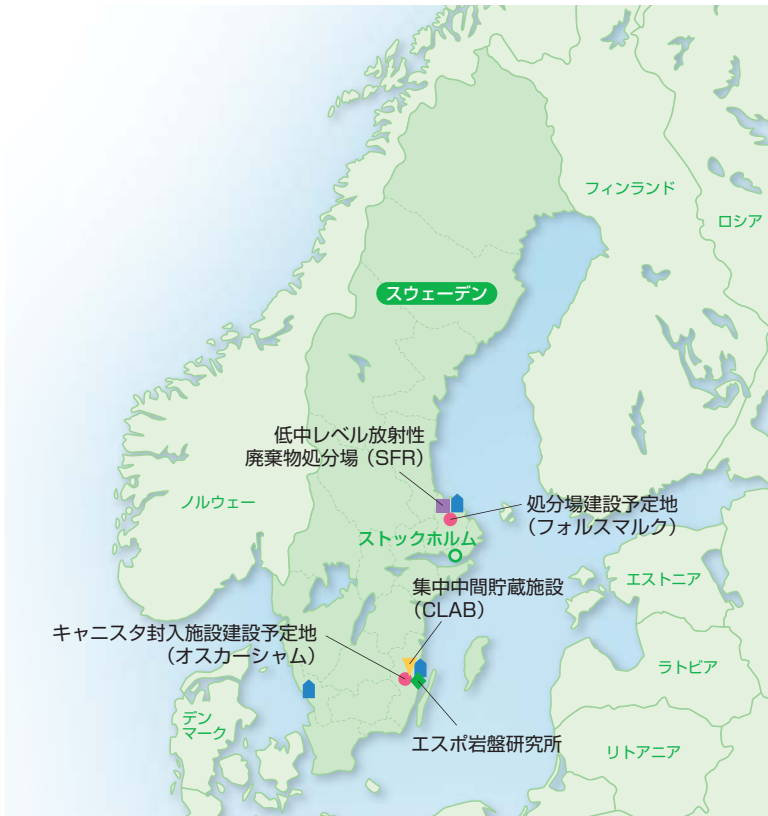 フィンランド
ロシア
スウェーデン
低中レベル放射性
廃棄物処分場（SFR）
ノルウェー
処分場建設予定地
（フォルスマルク）
ストックホルム
エストニア
集中中間貯蔵施設
（CLAB）
キャニスタ封入施設建設予定地
（オスカーシャム）
ラトビア
デン
マーク
エスポ岩盤研究所
リトアニア